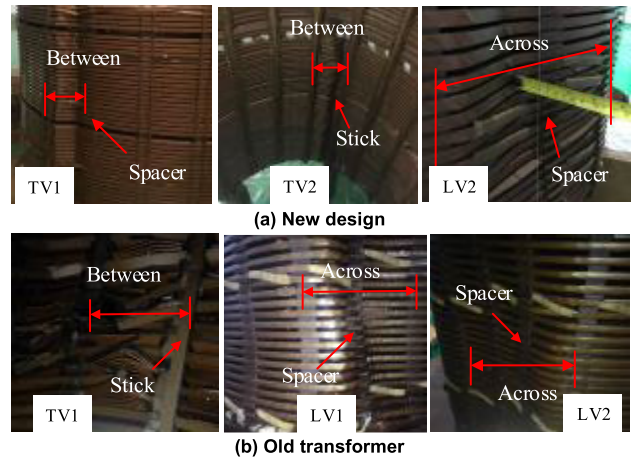 Between
Spacer
TV1
Between
Stick
TV2
Across
Spacer
LV2
(a) New design
Between
Stick
TV1
Across
Spacer
LV1
Spacer
Across
LV2
(b) Old transformer